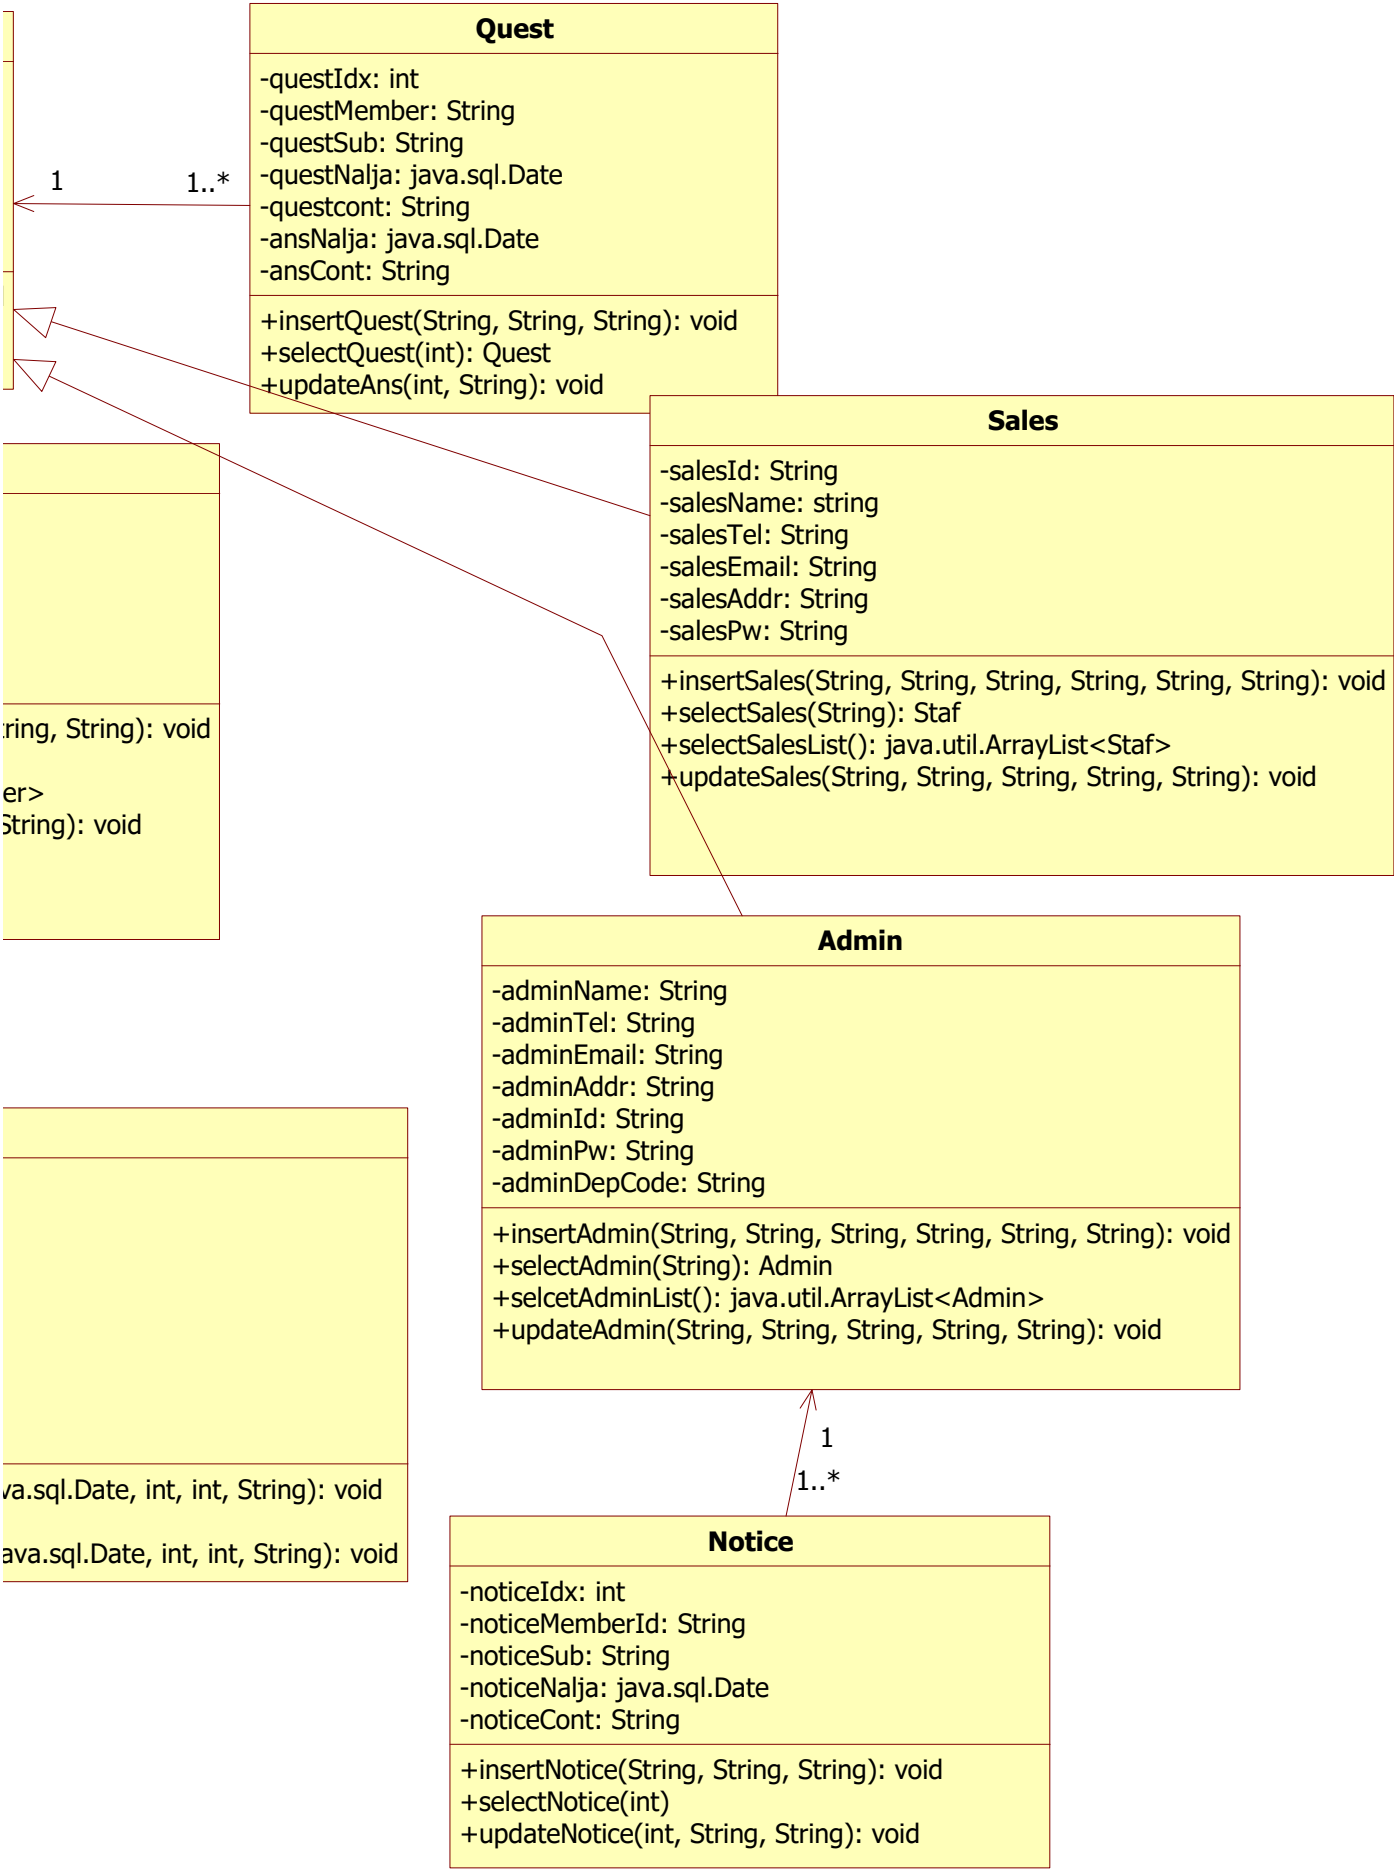 Quest
-questIdx: int
-questMember: String
-questSub: String
-questNalja: java.sql.Date
-questcont: String
-ansNalja: java.sql.Date
-ansCont: String
+insertQuest(String, String, String): void
+selectQuest(int): Quest
+updateAns(int, String): void
1
1..*
Sales
-salesId: String
-salesName: string
-salesTel: String
-salesEmail: String
-salesAddr: String
-salesPw: String
+insertSales(String, String, String, String, String, String): void
+selectSales(String): Staf
+selectSalesList(): java.util.ArrayList<Staf>
+updateSales(String, String, String, String, String): void
ring, String): void
er>
String): void
Admin
-adminName: String
-adminTel: String
-adminEmail: String
-adminAddr: String
-adminId: String
-adminPw: String
-adminDepCode: String
+insertAdmin(String, String, String, String, String, String): void
+selectAdmin(String): Admin
+selcetAdminList(): java.util.ArrayList<Admin>
+updateAdmin(String, String, String, String, String): void
1
1..*
va.sql.Date, int, int, String): void
ava.sql.Date, int, int, String): void
Notice
-noticeIdx: int
-noticeMemberId: String
-noticeSub: String
-noticeNalja: java.sql.Date
-noticeCont: String
+insertNotice(String, String, String): void
+selectNotice(int)
+updateNotice(int, String, String): void